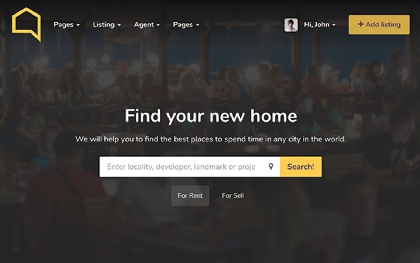 Pages Listing Agent Pages Hi, John + Add listing
Find your new home
We will help you to find the best places to spend time in any city in the world.
Enter locality, developer, landmark or proje Search!
For Rent For Sell